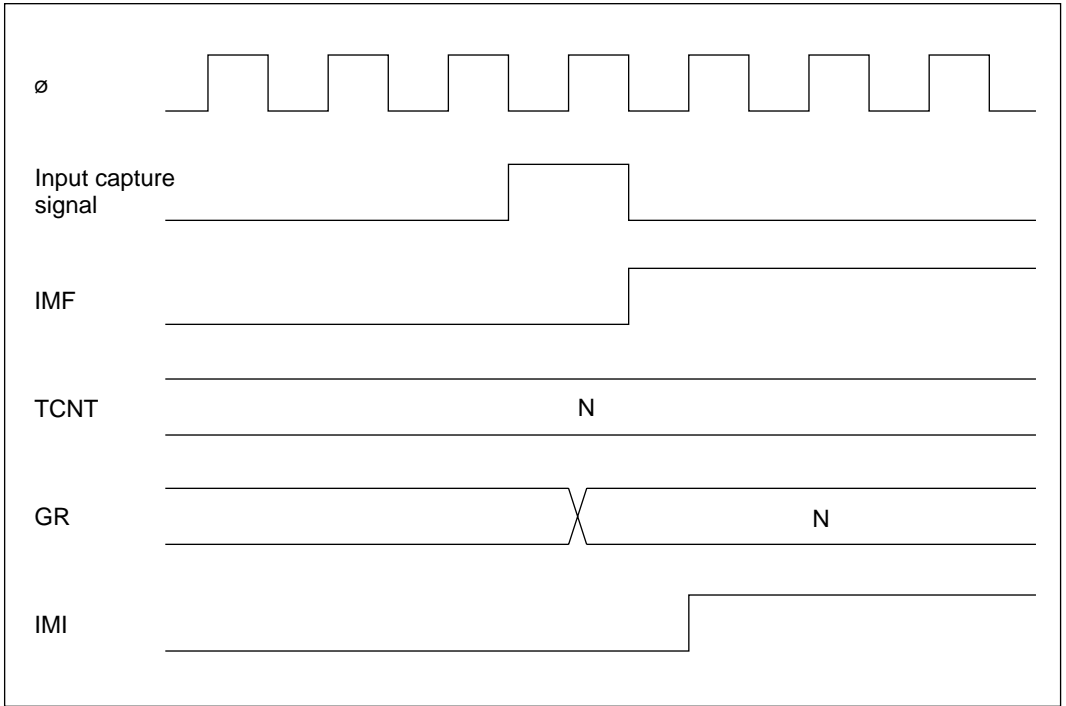 ø
Input capture
signal
IMF
TCNT
N
GR
N
IMI